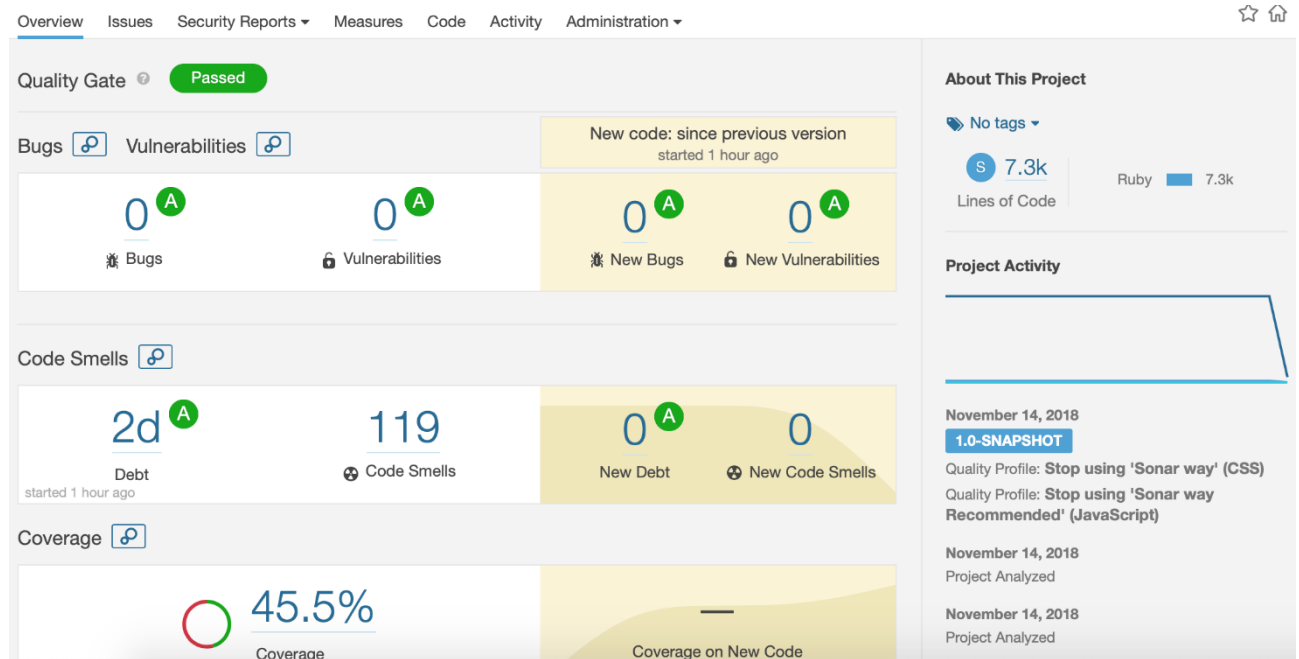 Overview Issues Security Reports Measures Code Activity Administration
Quality Gate ? Passed
Bugs Vulnerabilities
New code: since previous version
started 1 hour ago
0 A
Bugs
0 A
Vulnerabilities
0 A
New Bugs
0 A
New Vulnerabilities
Code Smells
2d A
Debt
started 1 hour ago
119
Code Smells
0 A
New Debt
0
New Code Smells
Coverage
45.5%
Coverage
—
Coverage on New Code
About This Project
No tags
S 7.3k
Lines of Code
Ruby 7.3k
Project Activity
November 14, 2018
1.0-SNAPSHOT
Quality Profile: Stop using 'Sonar way' (CSS)
Quality Profile: Stop using 'Sonar way
Recommended' (JavaScript)
November 14, 2018
Project Analyzed
November 14, 2018
Project Analyzed